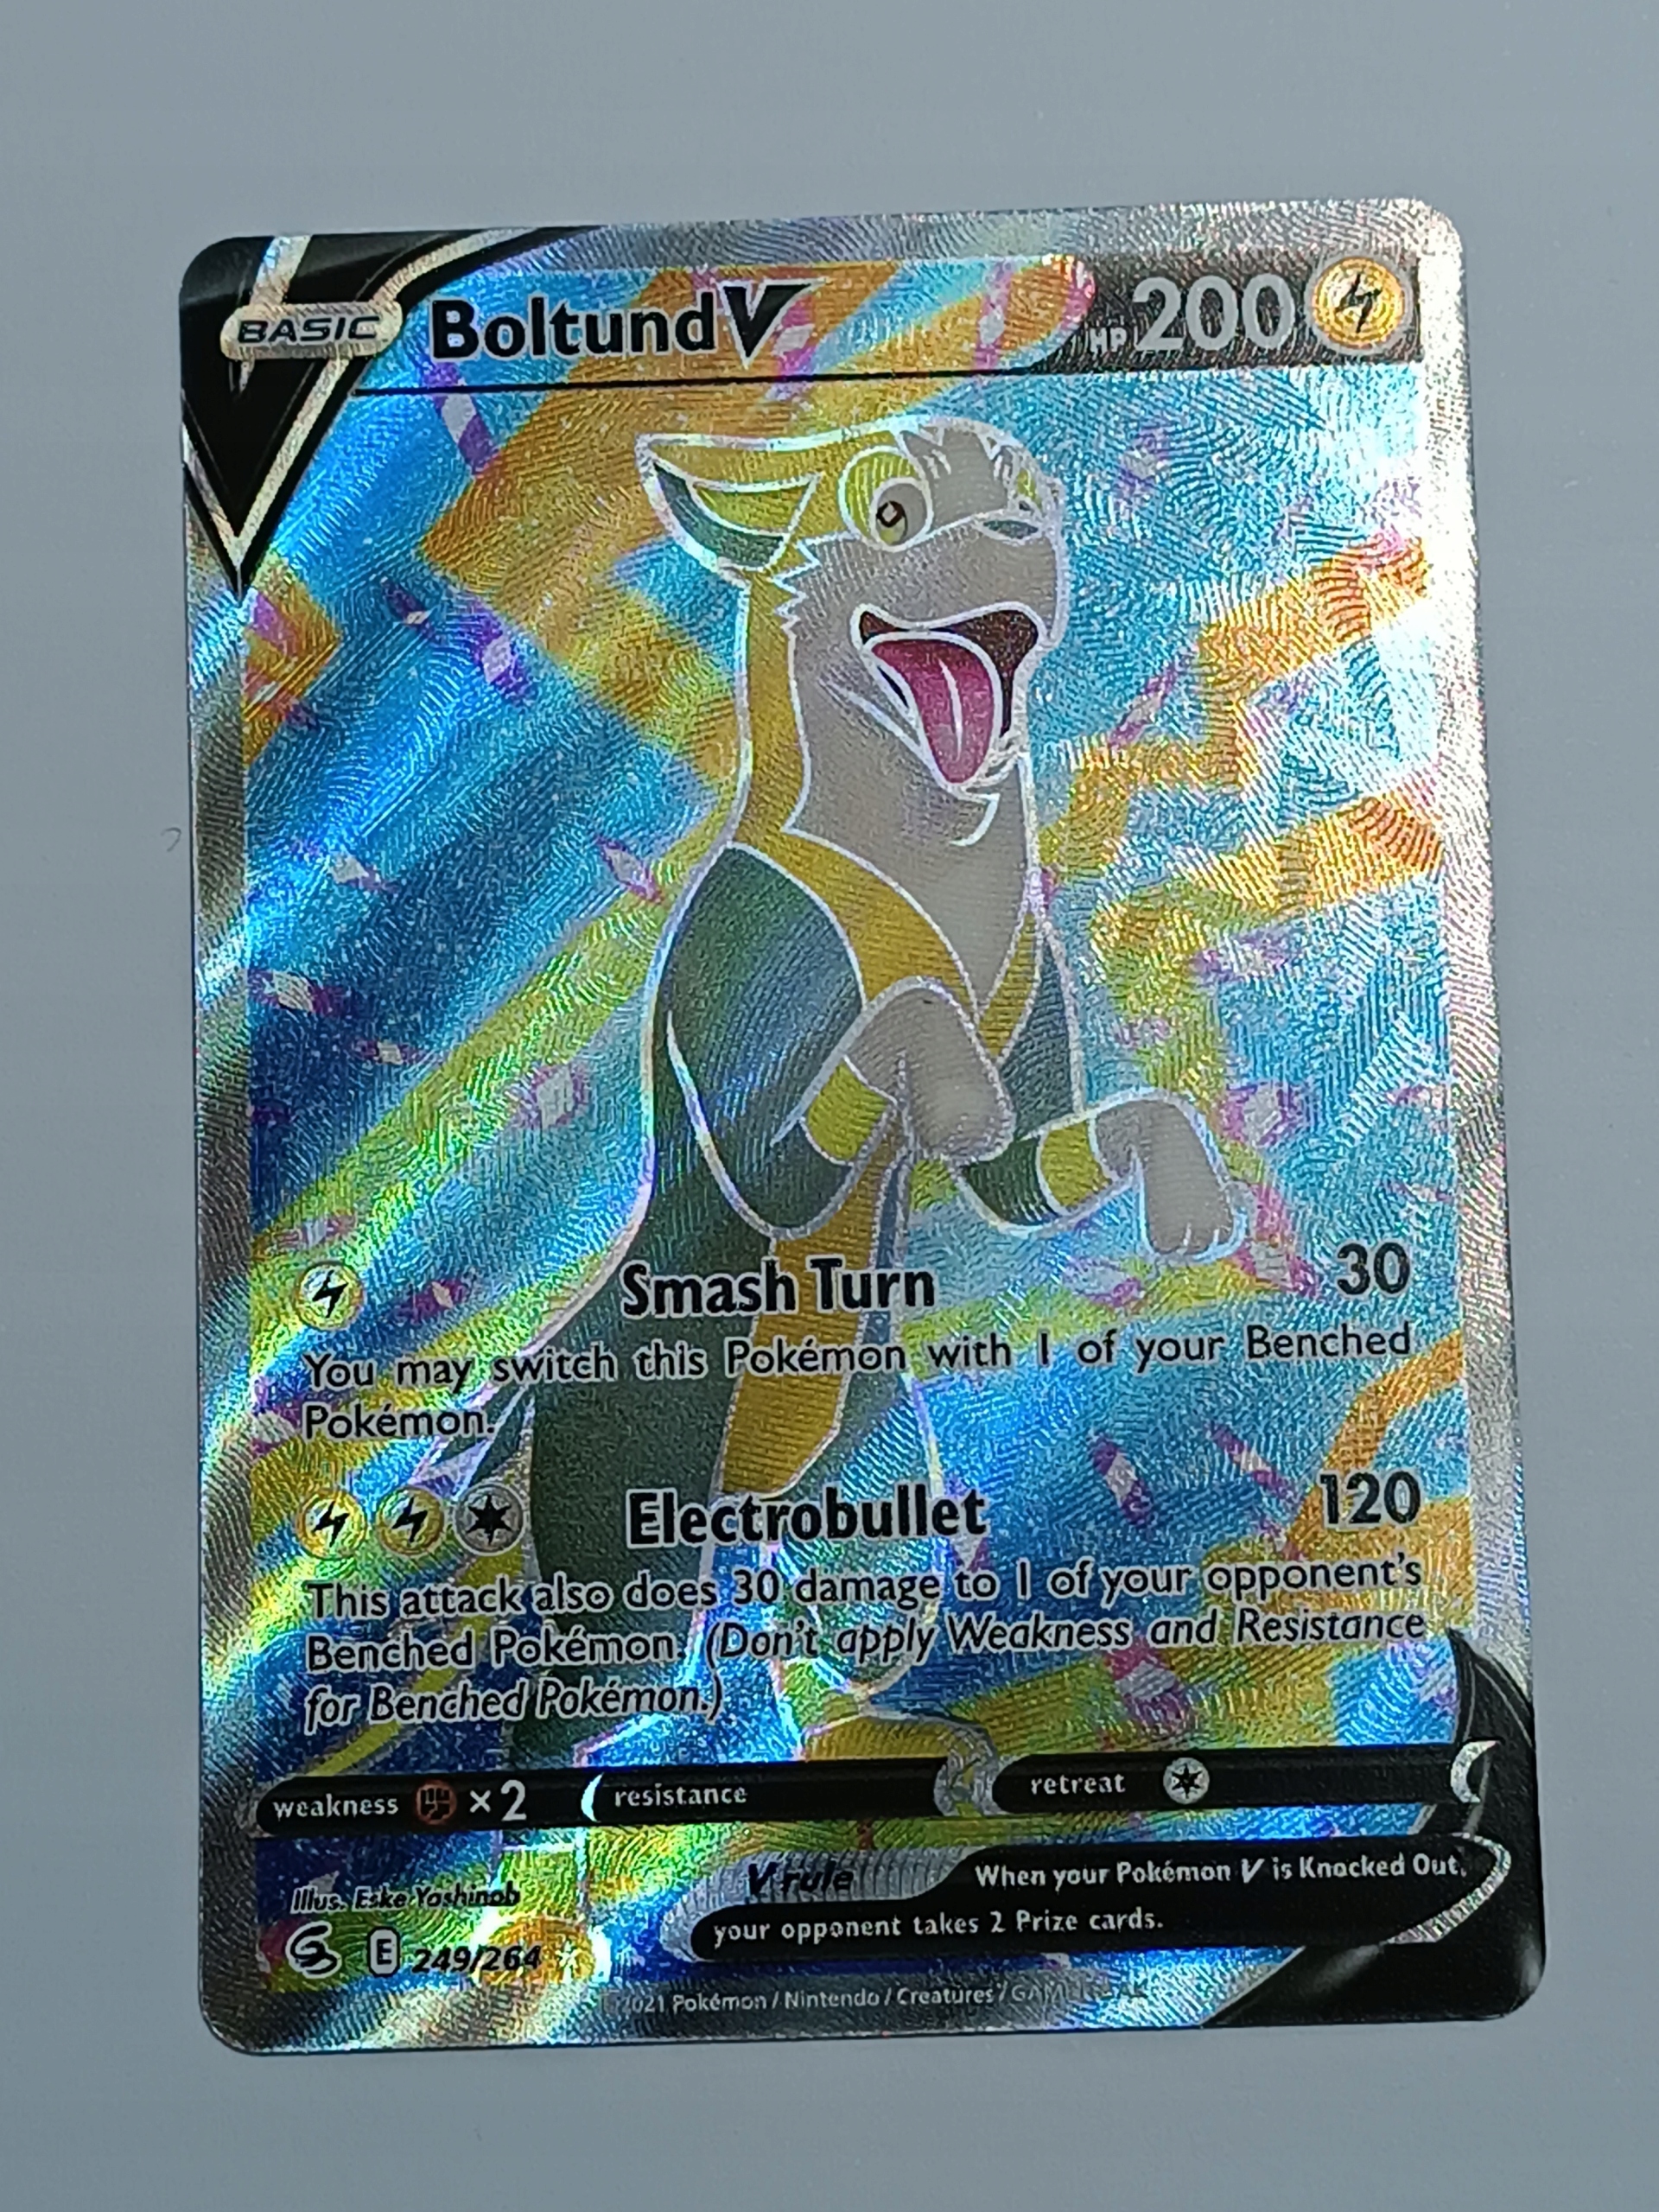 BASIC BoltundV HP 200
Smash Turn 30
You may switch this Pokémon with 1 of your Benched
Pokémon.
Electrobullet 120
This attack also does 30 damage to 1 of your opponent's
Benched Pokémon. (Don't apply Weakness and Resistance
for Benched Pokémon.)
weakness ×2 resistance retreat
V rule When your Pokémon V is Knocked Out,
your opponent takes 2 Prize cards.
Illus. Eske Yoshinob
E 249/264
2021 Pokémon / Nintendo / Creatures /